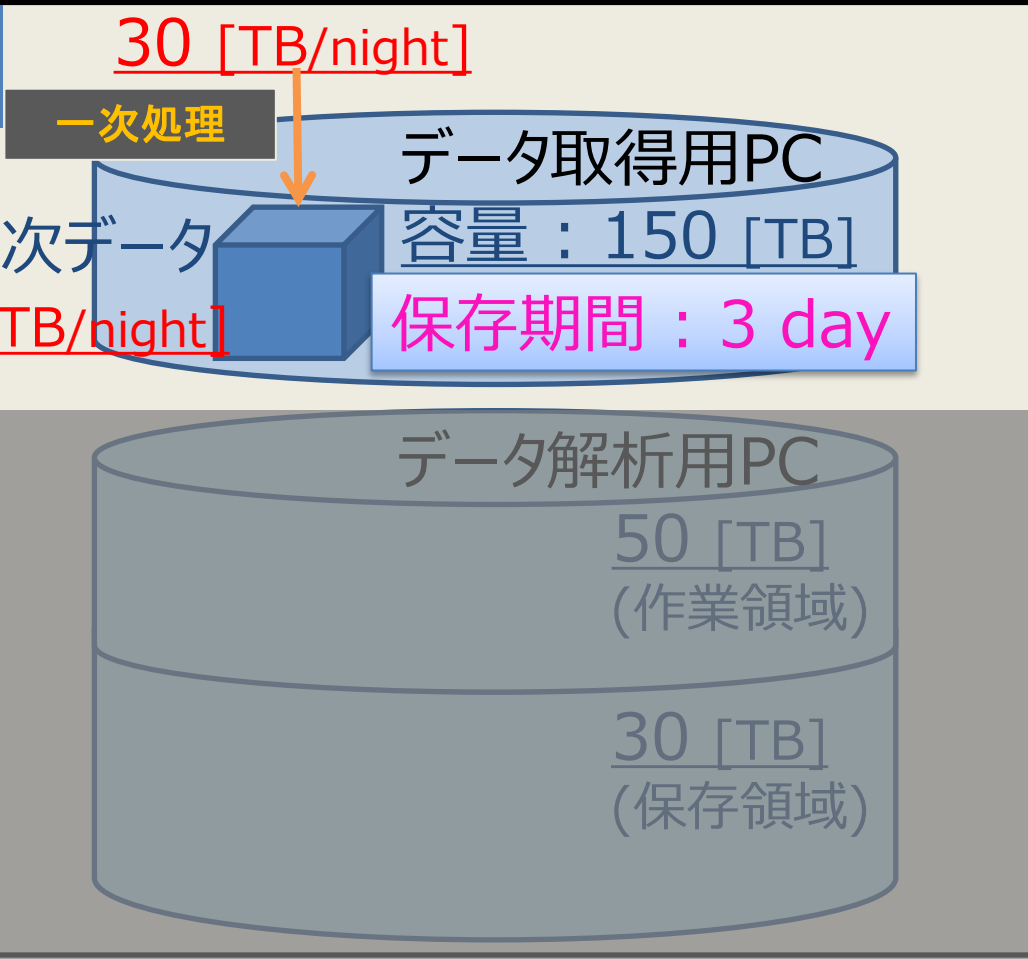 30 [TB/night]
一次処理
データ取得用PC
次データ
容量：150 [TB]
TB/night]
保存期間：3 day
データ解析用PC
50 [TB]
(作業領域)
30 [TB]
(保存領域)